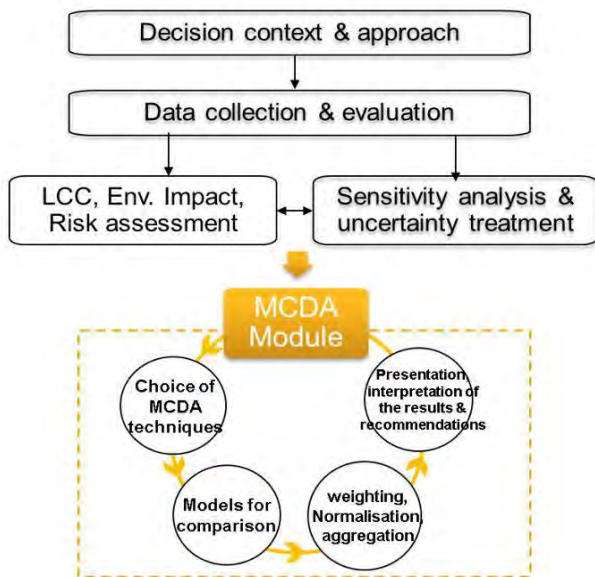 Decision context & approach
Data collection & evaluation
LCC, Env. Impact,
Risk assessment
Sensitivity analysis &
uncertainty treatment
MCDA
Module
Choice of
MCDA
techniques
Models for
comparison
weighting,
Normalisation,
aggregation
Presentation
interpretation of
the results &
recommendations